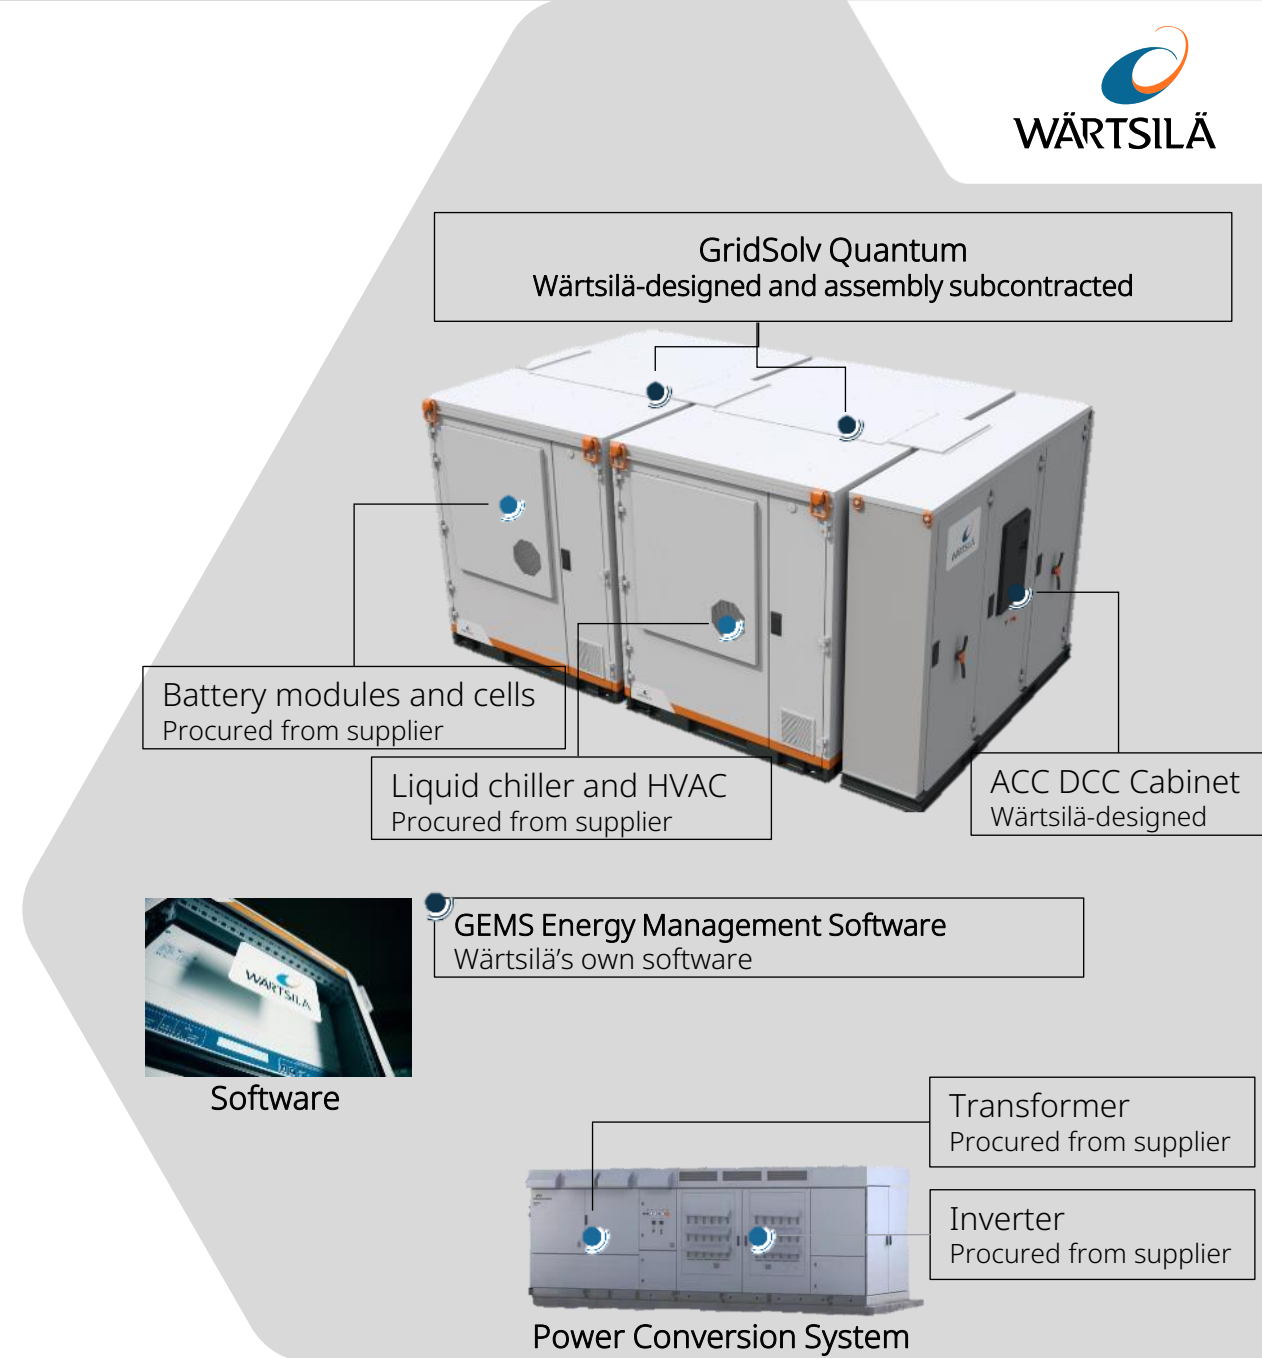 WÄRTSILÄ
GridSolv Quantum
Wärtsilä-designed and assembly subcontracted
WÄRTSILÄ
Battery modules and cells
Procured from supplier
Liquid chiller and HVAC
Procured from supplier
ACC DCC Cabinet
Wärtsilä-designed
GEMS Energy Management Software
Wärtsilä’s own software
WÄRTSILÄ
Software
Transformer
Procured from supplier
Inverter
Procured from supplier
Power Conversion System